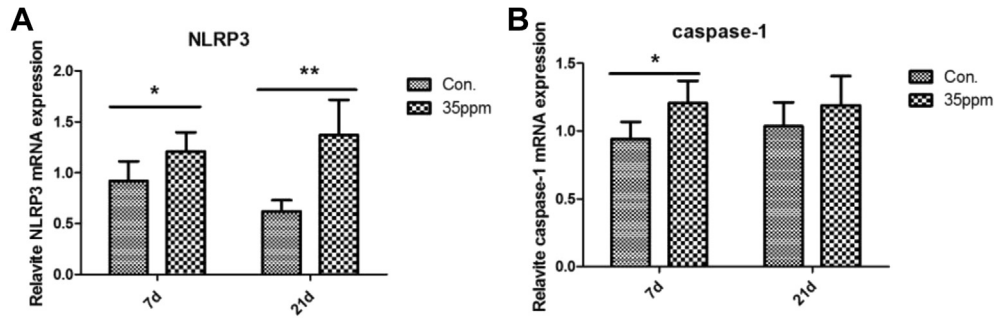 A
NLRP3
Relavite NLRP3 mRNA expression
2.0
1.5
1.0
0.5
0.0
*
**
7d
21d
Con.
35ppm
B
caspase-1
Relavite caspase-1 mRNA expression
1.5
1.0
0.5
0.0
*
7d
21d
Con.
35ppm